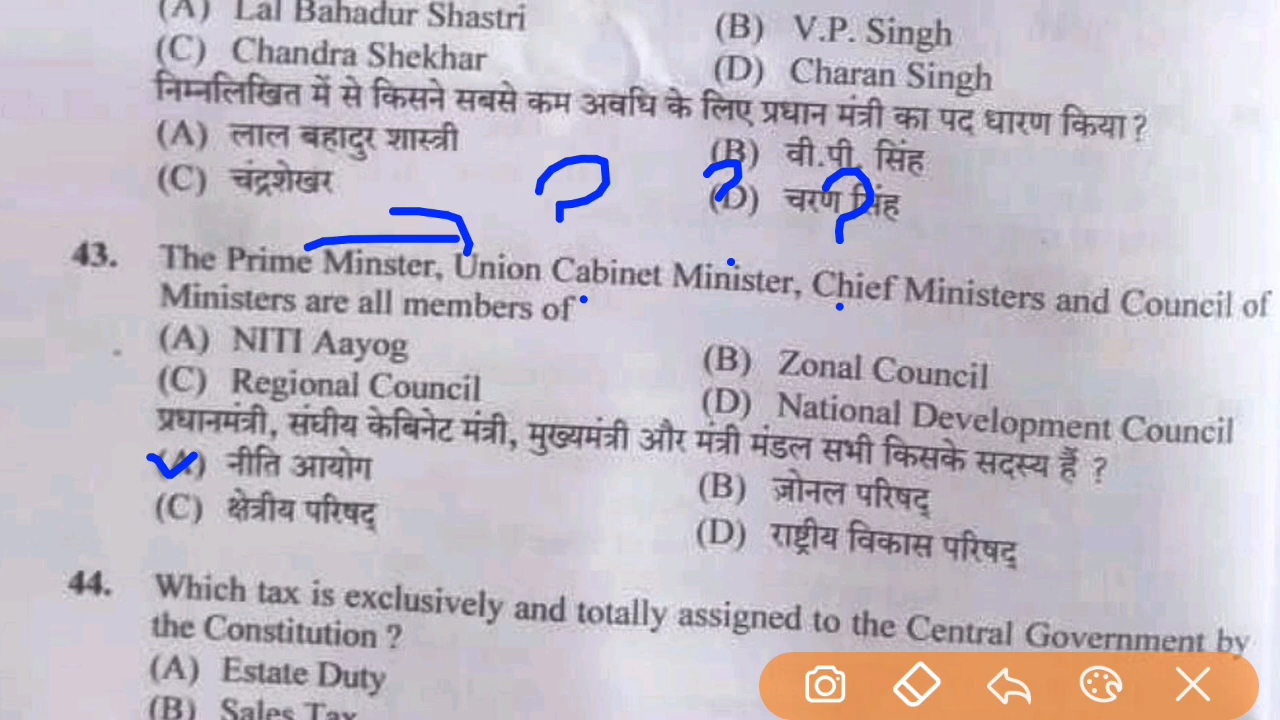 (A) Lal Bahadur Shastri (B) V.P. Singh
(C) Chandra Shekhar (D) Charan Singh
निम्नलिखित में से किसने सबसे कम अवधि के लिए प्रधान मंत्री का पद धारण किया ?
(A) लाल बहादुर शास्त्री (B) वी.पी. सिंह
(C) चंद्रशेखर (D) चरण सिंह
43. The Prime Minster, Union Cabinet Minister, Chief Ministers and Council of
Ministers are all members of
(A) NITI Aayog (B) Zonal Council
(C) Regional Council (D) National Development Council
प्रधानमंत्री, संघीय केबिनेट मंत्री, मुख्यमंत्री और मंत्री मंडल सभी किसके सदस्य हैं ?
(A) नीति आयोग (B) ज़ोनल परिषद्
(C) क्षेत्रीय परिषद् (D) राष्ट्रीय विकास परिषद्
44. Which tax is exclusively and totally assigned to the Central Government by
the Constitution ?
(A) Estate Duty
(B) Sales Tax